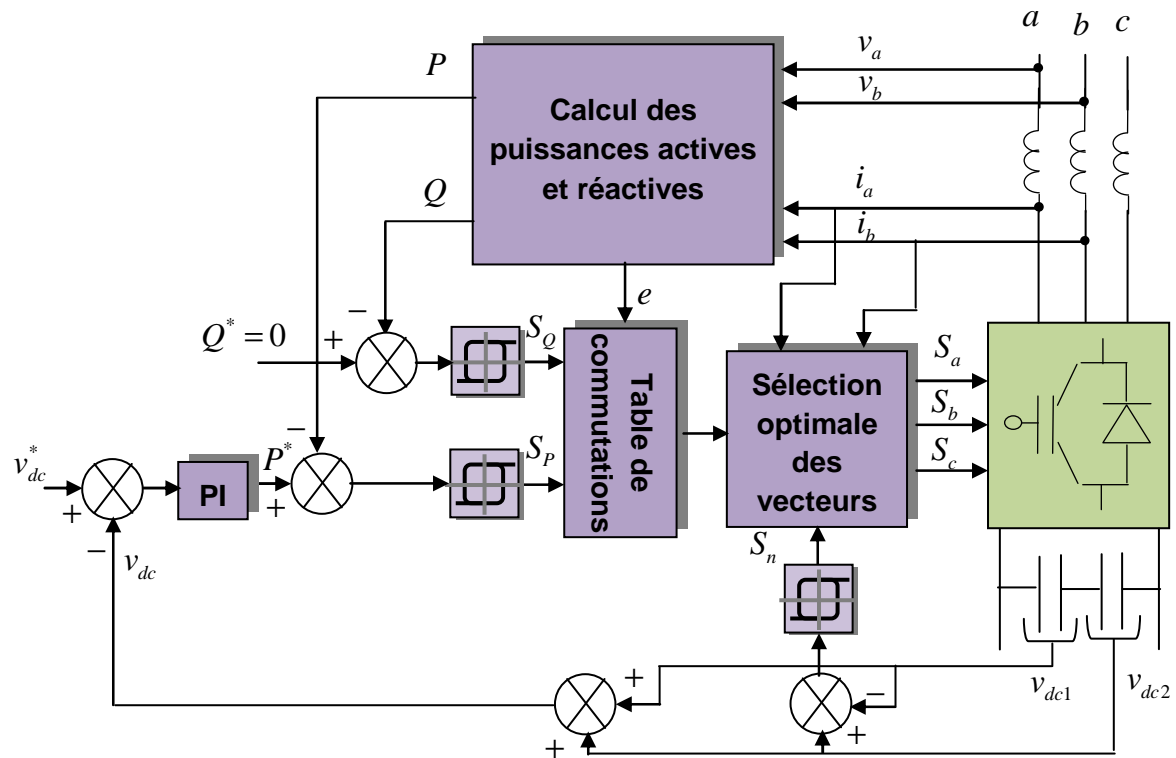 a b c
P
v_a
v_b
Calcul des
puissances actives
et réactives
Q
i_a
i_b
e
Q* = 0
−
+
S_Q
Table de
commutations
Sélection
optimale
des
vecteurs
S_a
S_b
S_c
v*_dc
+
−
PI
P*
−
+
S_P
v_dc
S_n
+
+
−
+
v_dc1
v_dc2